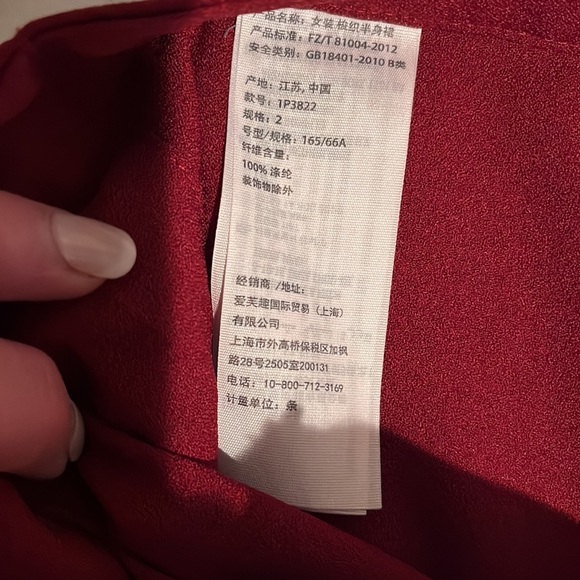 品名称：女装 梭织半身裙
产品标准：FZ/T 81004-2012
安全类别：GB18401-2010 B类
产地：江苏, 中国
款号：1P3822
规格：2
号型/规格：165/66A
纤维含量：
100% 涤纶
装饰物除外
经销商 /地址：
爱芙趣国际贸易（上海）
有限公司
上海市外高桥保税区加枫
路28号2505室200131
电话：10-800-712-3169
计量单位：条